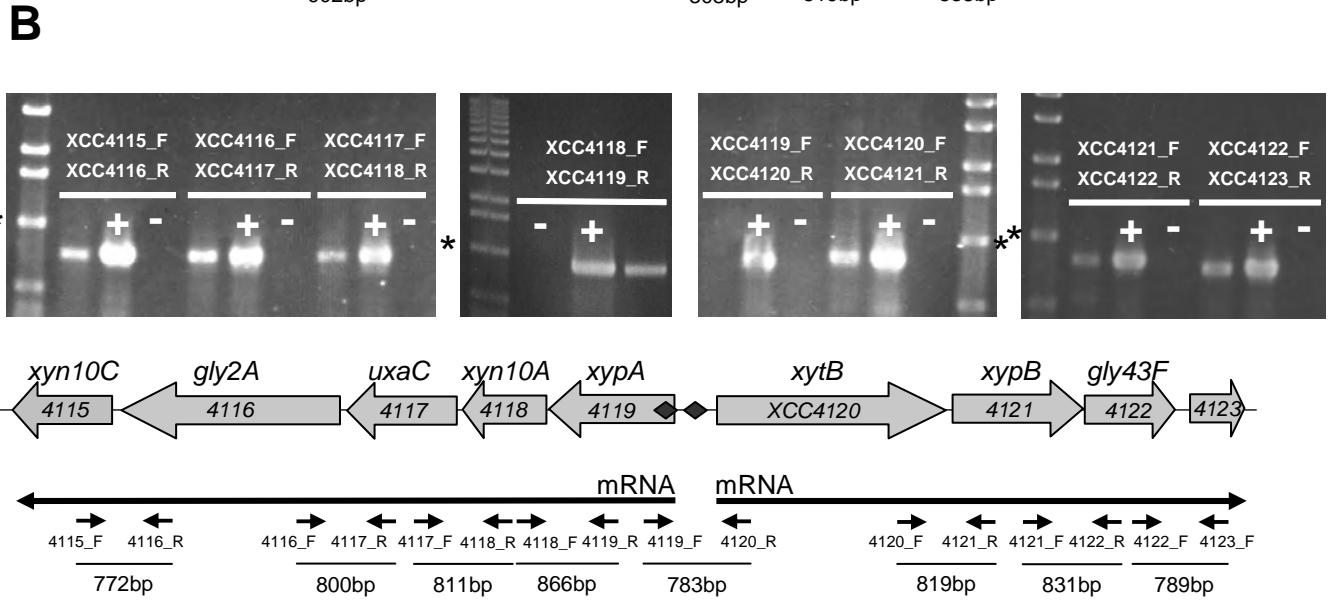 B
XCC4115_F XCC4116_F XCC4117_F
XCC4116_R XCC4117_R XCC4118_R
+ - + - + -
XCC4118_F
XCC4119_R
- +
*
XCC4119_F XCC4120_F
XCC4120_R XCC4121_R
+ - + -
**
XCC4121_F XCC4122_F
XCC4122_R XCC4123_R
+ - + -
xyn10C gly2A uxaC xyn10A xypA xytB xypB gly43F
4115 4116 4117 4118 4119 XCC4120 4121 4122 4123
mRNA mRNA
4115_F 4116_R 4116_F 4117_R 4117_F 4118_R 4118_F 4119_R 4119_F 4120_R 4120_F 4121_R 4121_F 4122_R 4122_F 4123_F
772bp 800bp 811bp 866bp 783bp 819bp 831bp 789bp